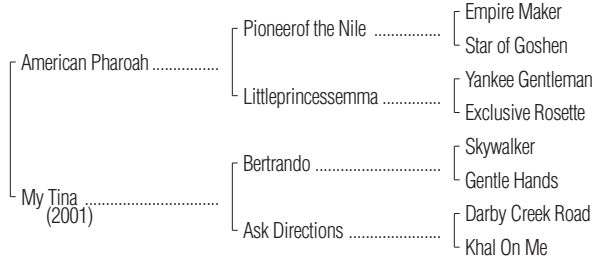 Empire Maker
Pioneerof the Nile ................
Star of Goshen
American Pharoah ................
Yankee Gentleman
Littleprincessemma ..............
Exclusive Rosette
Skywalker
Bertrando ..............................
Gentle Hands
My Tina ................................
(2001)
Darby Creek Road
Ask Directions ......................
Khal On Me